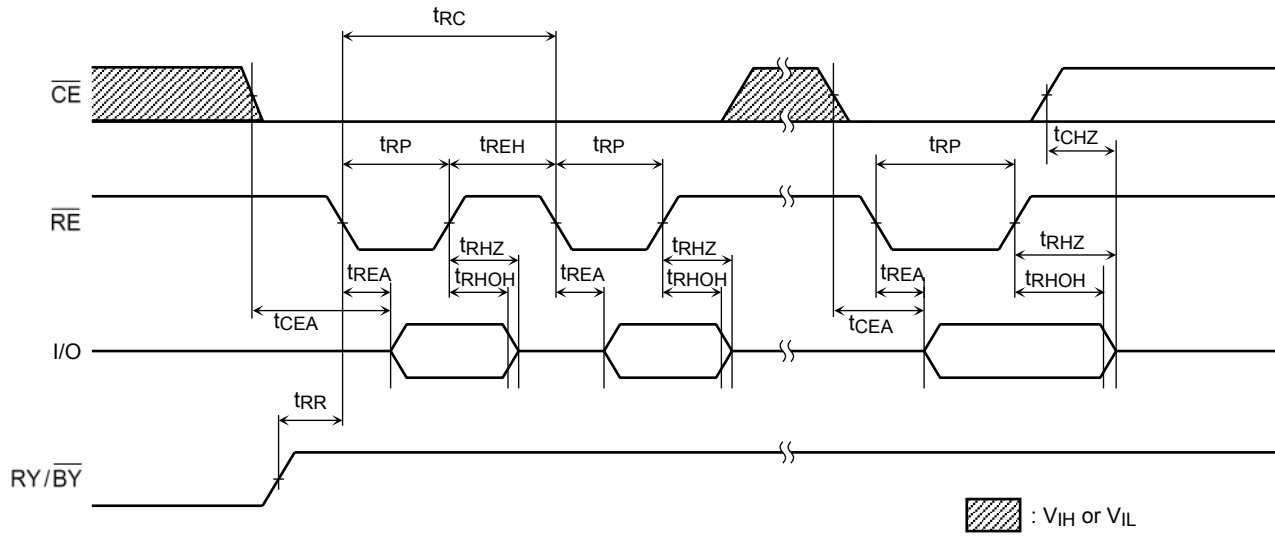 tRC
CE
tCHZ
tRP tREH tRP tRP
RE
tRHZ tRHZ tRHZ
tREA tRHOH tREA tRHOH tREA tRHOH
tCEA tCEA
I/O
tRR
RY/BY
: VIH or VIL